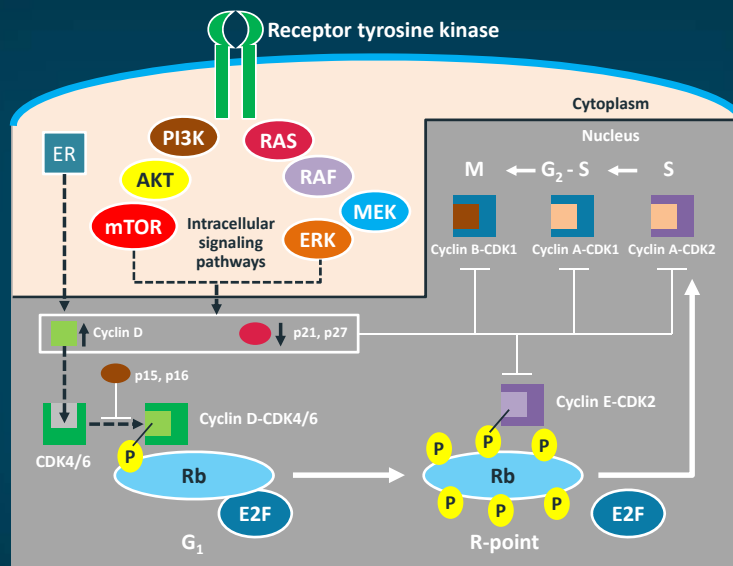 Receptor tyrosine kinase
Cytoplasm
Nucleus
ER
PI3K
RAS
AKT
RAF
mTOR
MEK
ERK
Intracellular
signaling
pathways
M
G2 - S
S
Cyclin B-CDK1
Cyclin A-CDK1
Cyclin A-CDK2
Cyclin D
p21, p27
p15, p16
CDK4/6
Cyclin D-CDK4/6
Cyclin E-CDK2
P
Rb
E2F
G1
P
P
P
P
P
P
Rb
E2F
R-point